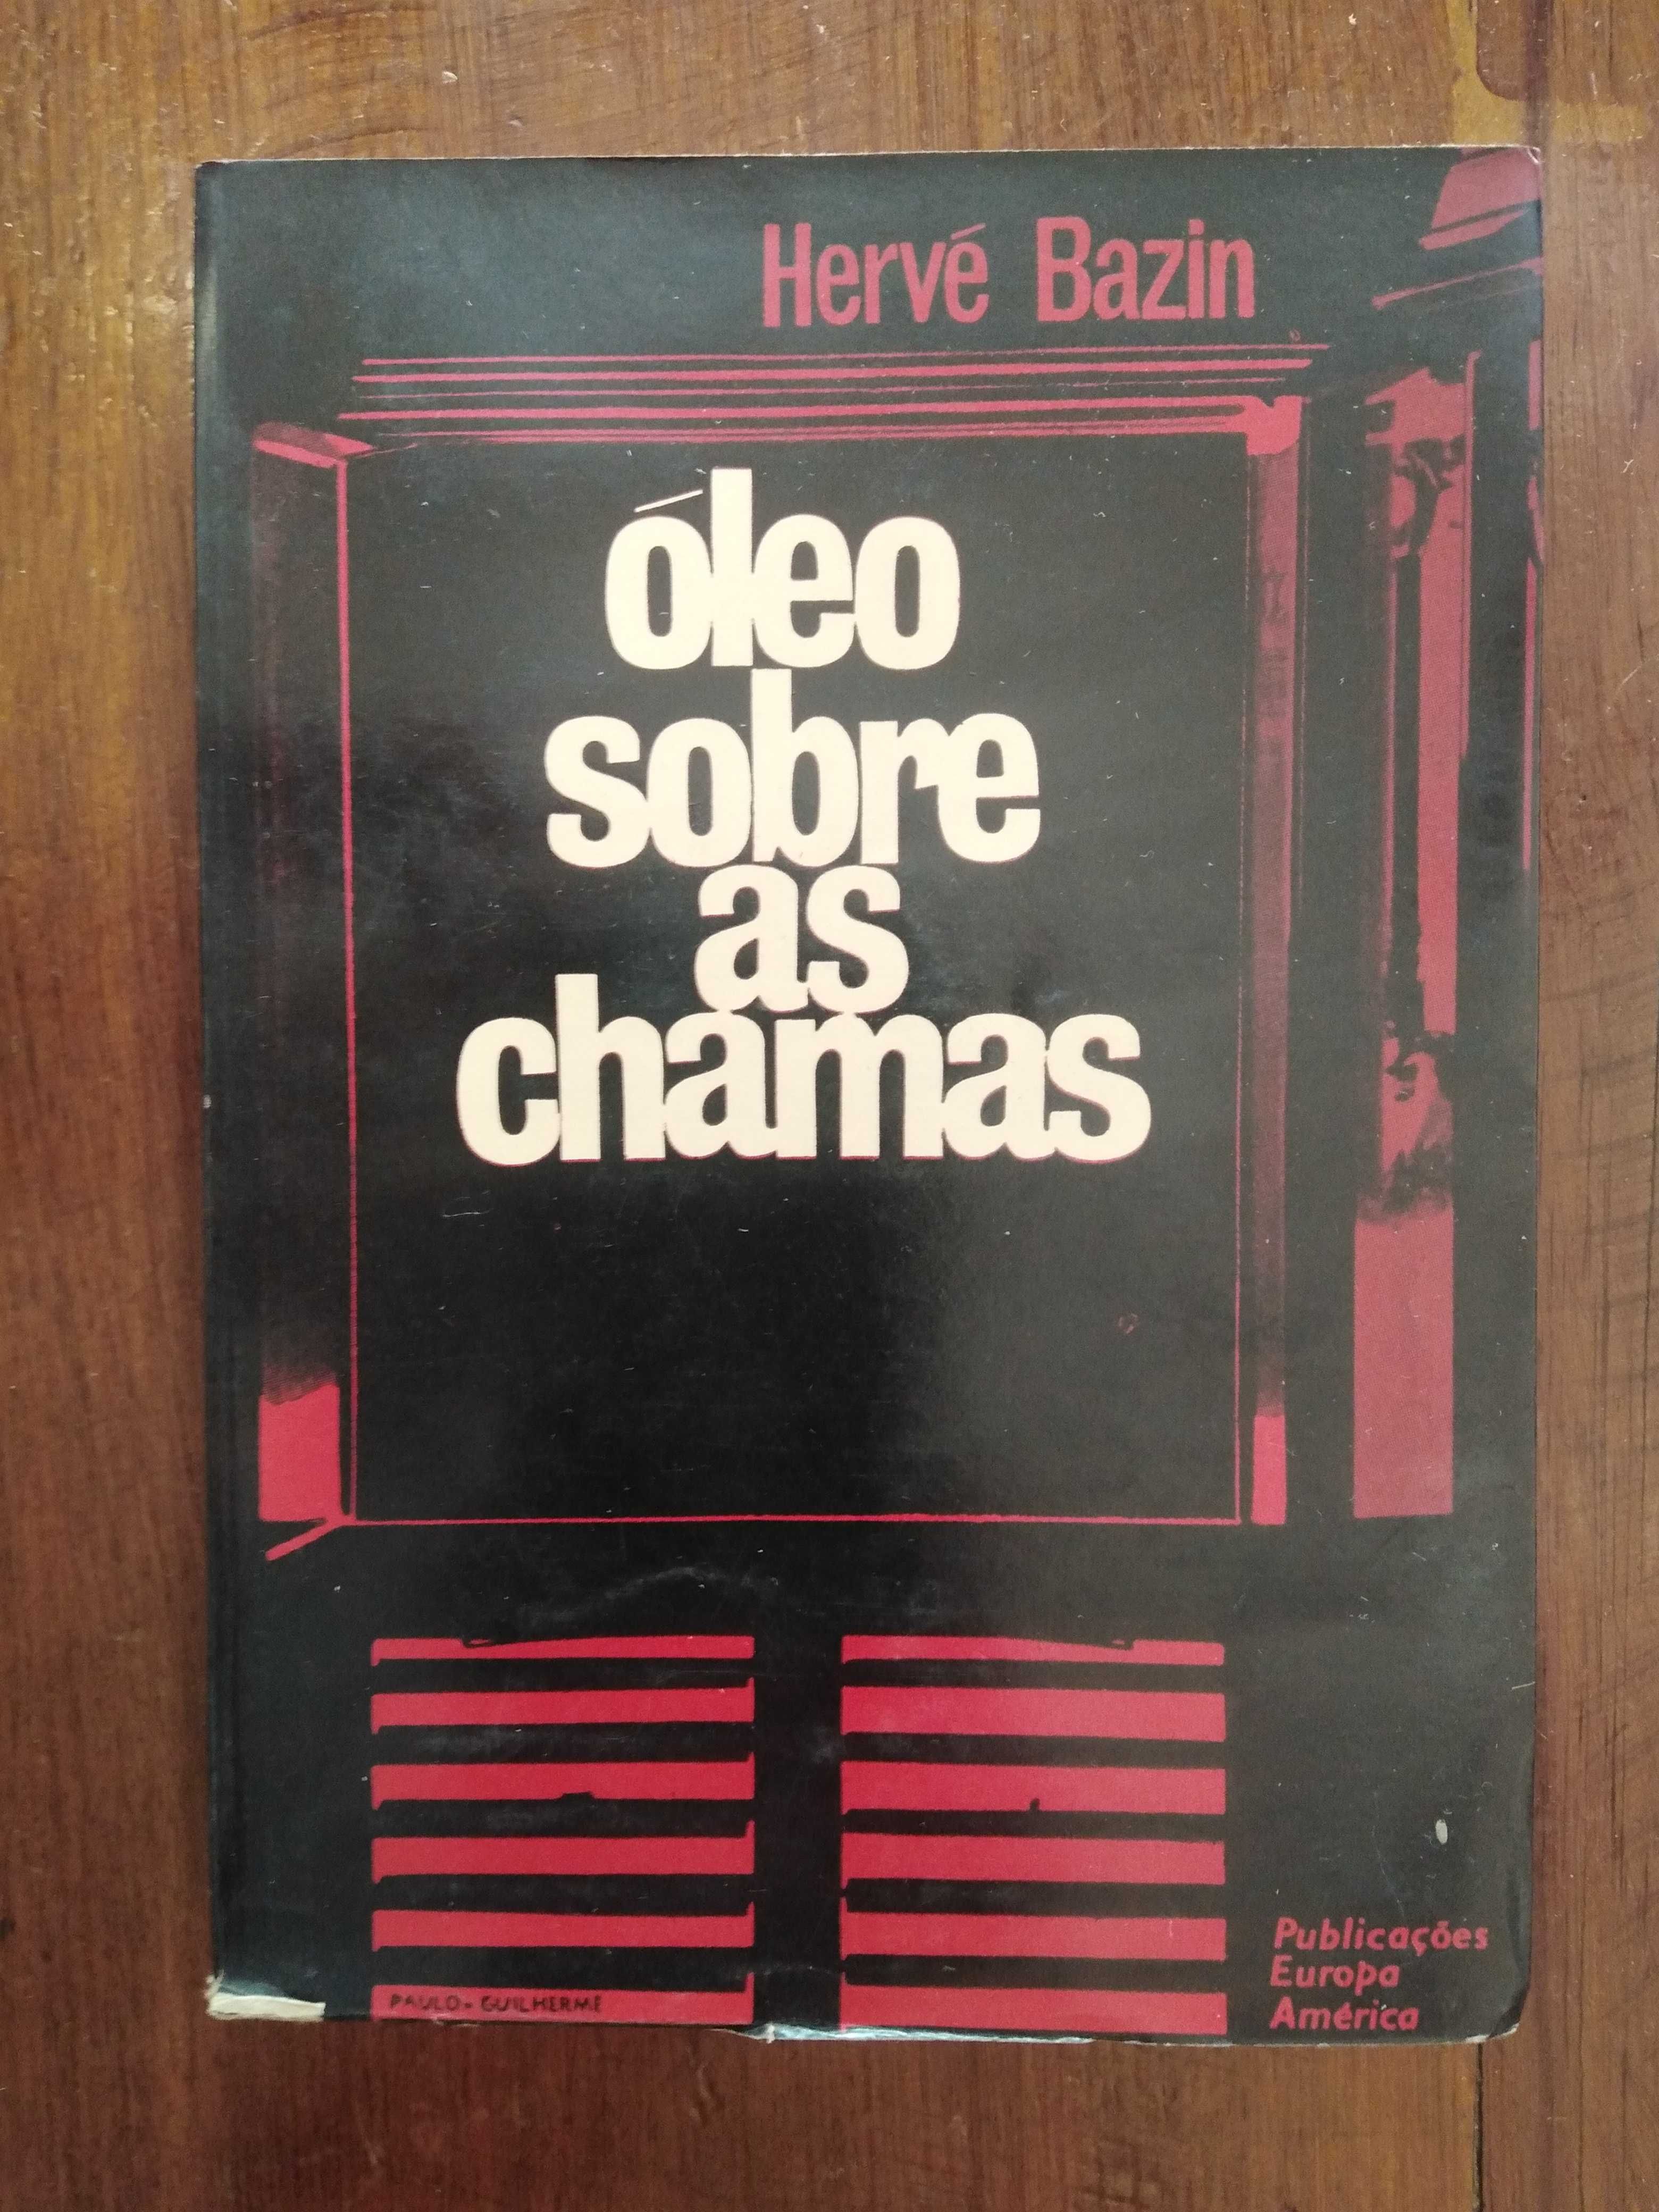 Hervé Bazin
óleo
sobre
as
chamas
Publicações
Europa
América
PAULO-GUILHERME